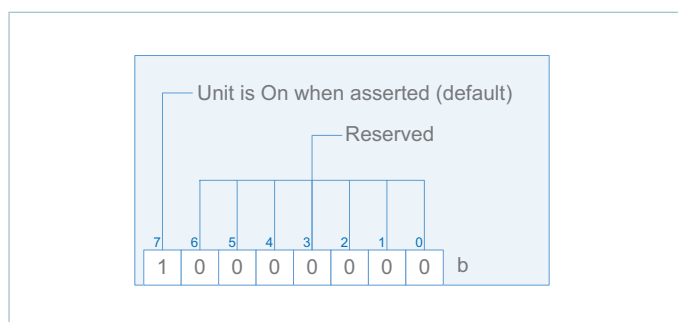 Unit is On when asserted (default)
Reserved
7 6 5 4 3 2 1 0
1 0 0 0 0 0 0 0 b